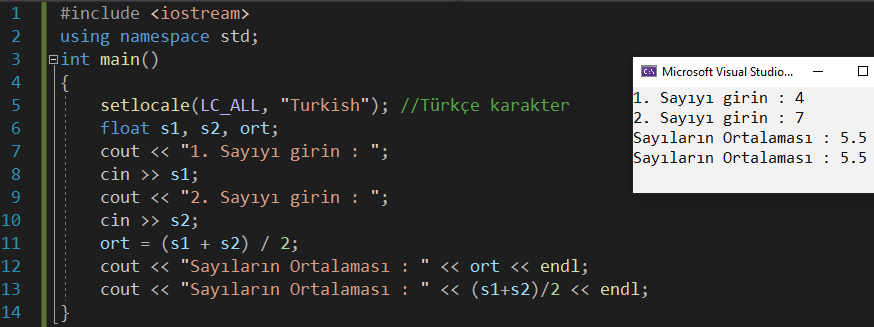 1 #include <iostream>
2 using namespace std;
3 int main()
4 {
5 setlocale(LC_ALL, "Turkish"); //Türkçe karakter
6 float s1, s2, ort;
7 cout << "1. Sayıyı girin : ";
8 cin >> s1;
9 cout << "2. Sayıyı girin : ";
10 cin >> s2;
11 ort = (s1 + s2) / 2;
12 cout << "Sayıların Ortalaması : " << ort << endl;
13 cout << "Sayıların Ortalaması : " << (s1+s2)/2 << endl;
14 }
Microsoft Visual Studio...
1. Sayıyı girin : 4
2. Sayıyı girin : 7
Sayıların Ortalaması : 5.5
Sayıların Ortalaması : 5.5